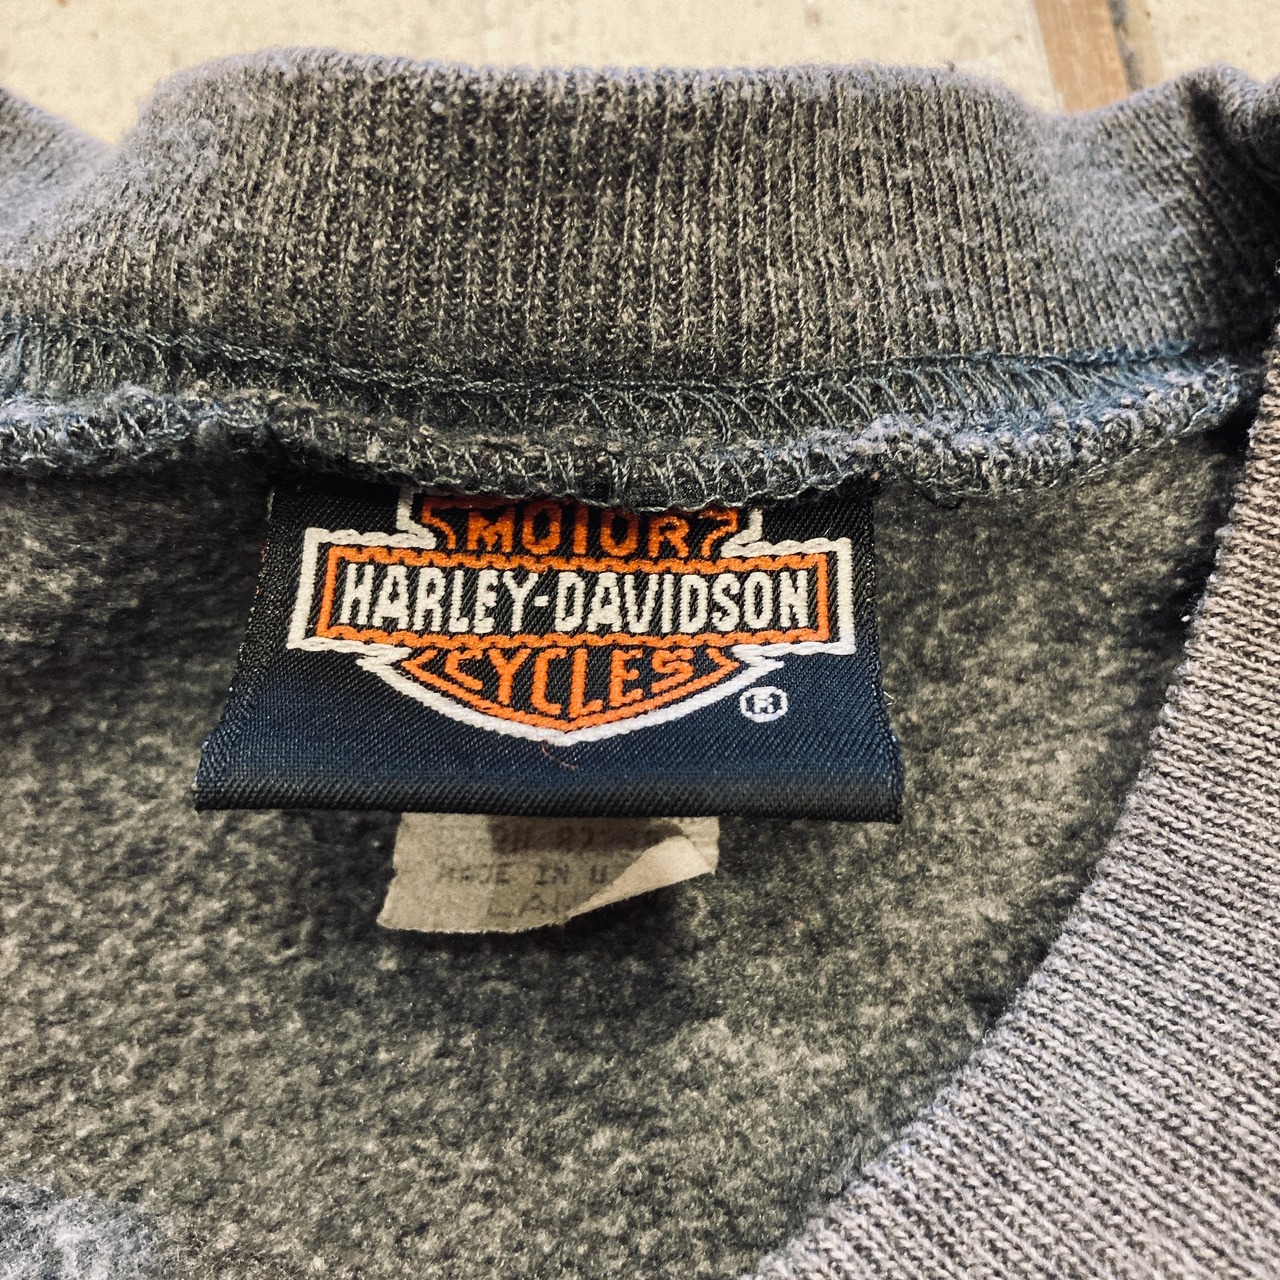 MOTOR
HARLEY-DAVIDSON
CYCLES
®
MADE IN U